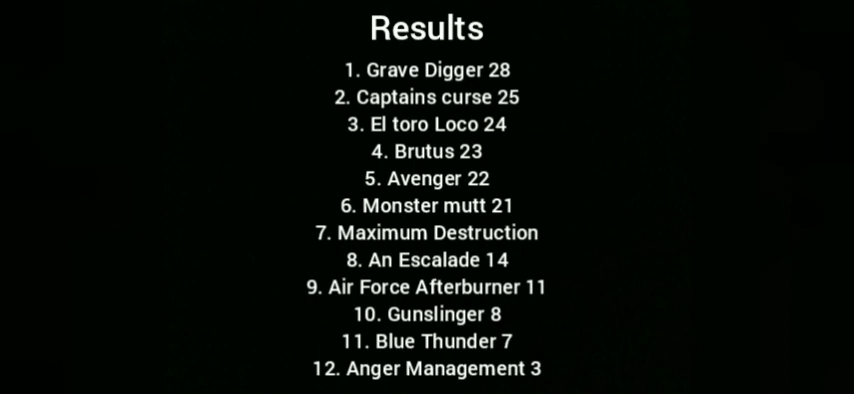 Results
1. Grave Digger 28
2. Captains curse 25
3. El toro Loco 24
4. Brutus 23
5. Avenger 22
6. Monster mutt 21
7. Maximum Destruction
8. An Escalade 14
9. Air Force Afterburner 11
10. Gunslinger 8
11. Blue Thunder 7
12. Anger Management 3